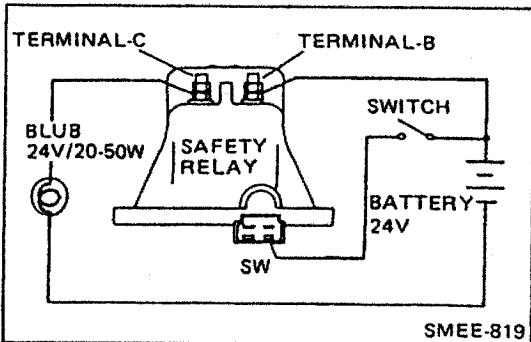 TERMINAL-C
TERMINAL-B
SWITCH
BLUB
24V/20-50W
SAFETY
RELAY
BATTERY
24V
SW
SMEE-819